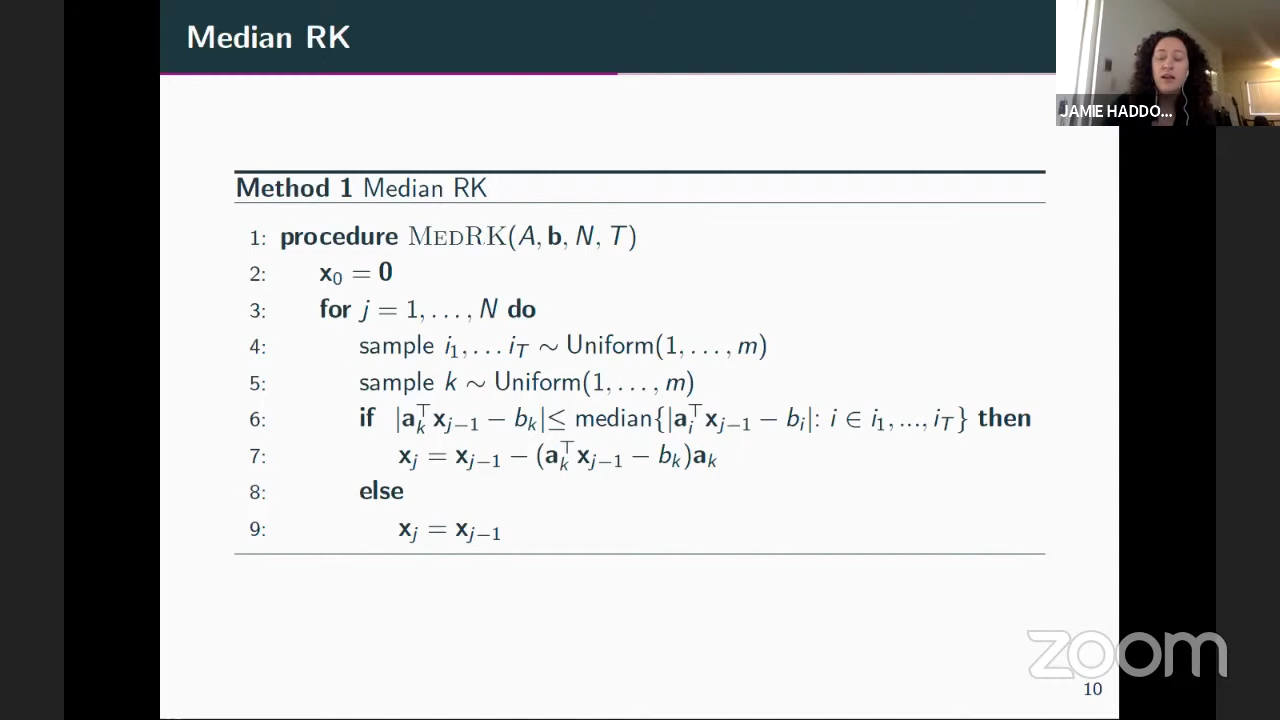 Median RK
JAMIE HADDO...
Method 1 Median RK
1: procedure MEDRK(A, b, N, T)
2: x₀ = 0
3: for j = 1, . . . , N do
4: sample i₁, . . . i_T ∼ Uniform(1, . . . , m)
5: sample k ∼ Uniform(1, . . . , m)
6: if |a_k^⊤ x_{j−1} − b_k| ≤ median{|a_i^⊤ x_{j−1} − b_i| : i ∈ i₁, ..., i_T} then
7: x_j = x_{j−1} − (a_k^⊤ x_{j−1} − b_k)a_k
8: else
9: x_j = x_{j−1}
zoom
10